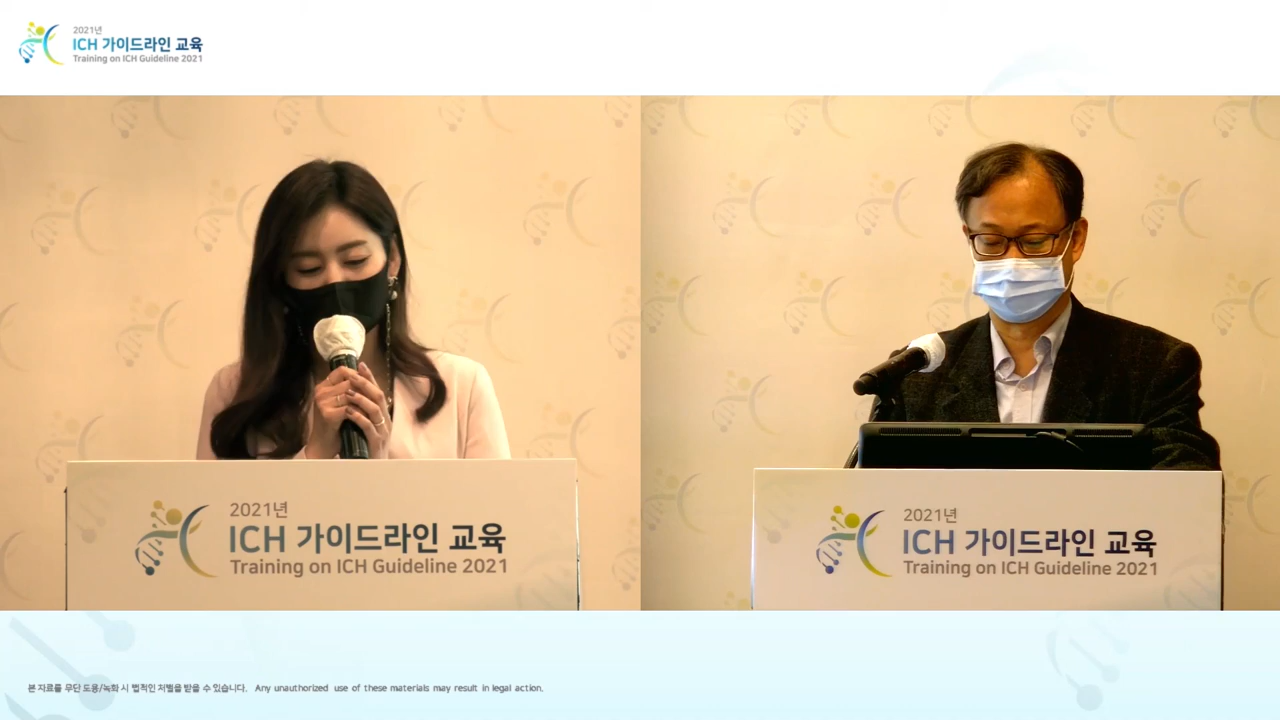 2021년
ICH 가이드라인 교육
Training on ICH Guideline 2021
2021년
ICH 가이드라인 교육
Training on ICH Guideline 2021
2021년
ICH 가이드라인 교육
Training on ICH Guideline 2021
본 자료를 무단 도용/녹화 시 법적인 처벌을 받을 수 있습니다. Any unauthorized use of these materials may result in legal action.